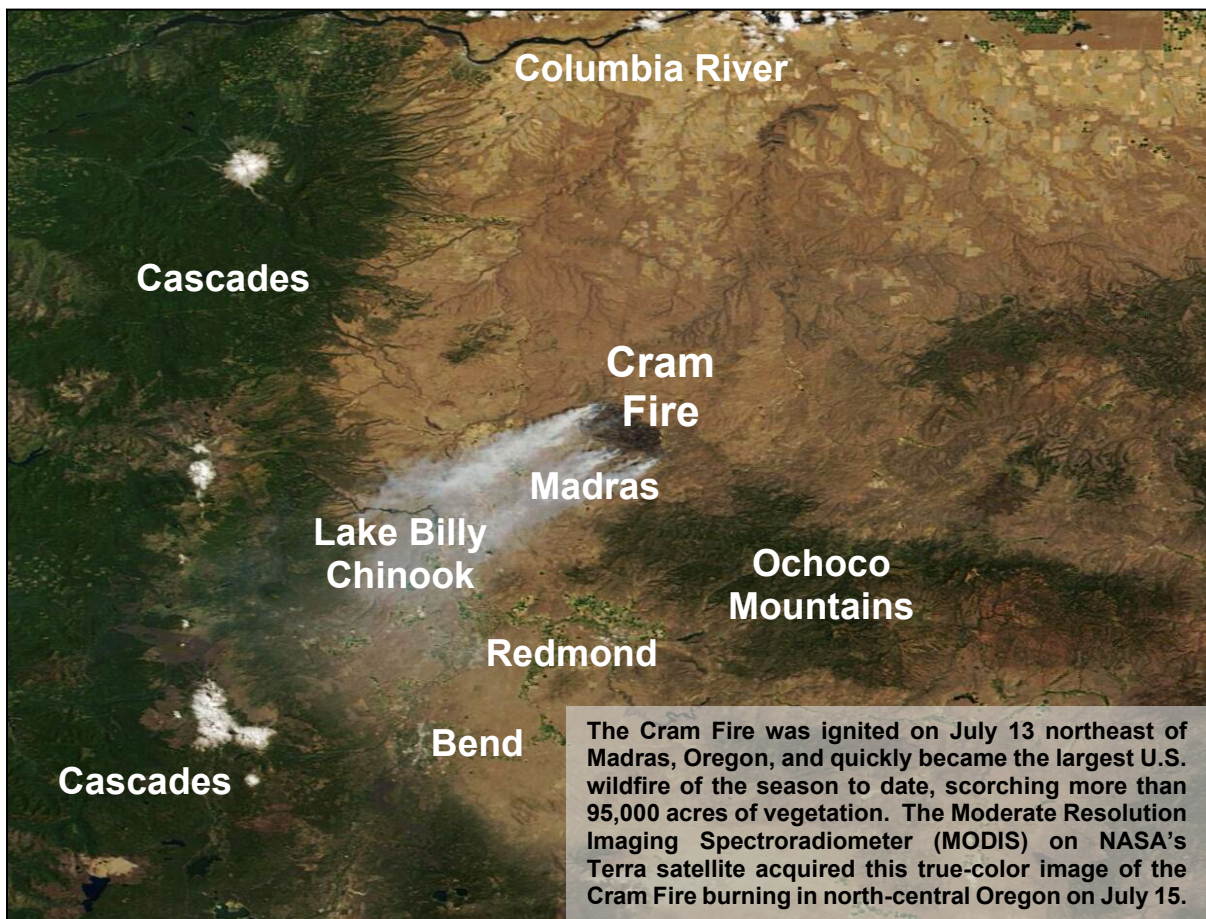 Columbia River
Cascades
Cram
Fire
Madras
Lake Billy
Chinook
Ochoco
Mountains
Redmond
Bend
Cascades
The Cram Fire was ignited on July 13 northeast of
Madras, Oregon, and quickly became the largest U.S.
wildfire of the season to date, scorching more than
95,000 acres of vegetation. The Moderate Resolution
Imaging Spectroradiometer (MODIS) on NASA's
Terra satellite acquired this true-color image of the
Cram Fire burning in north-central Oregon on July 15.